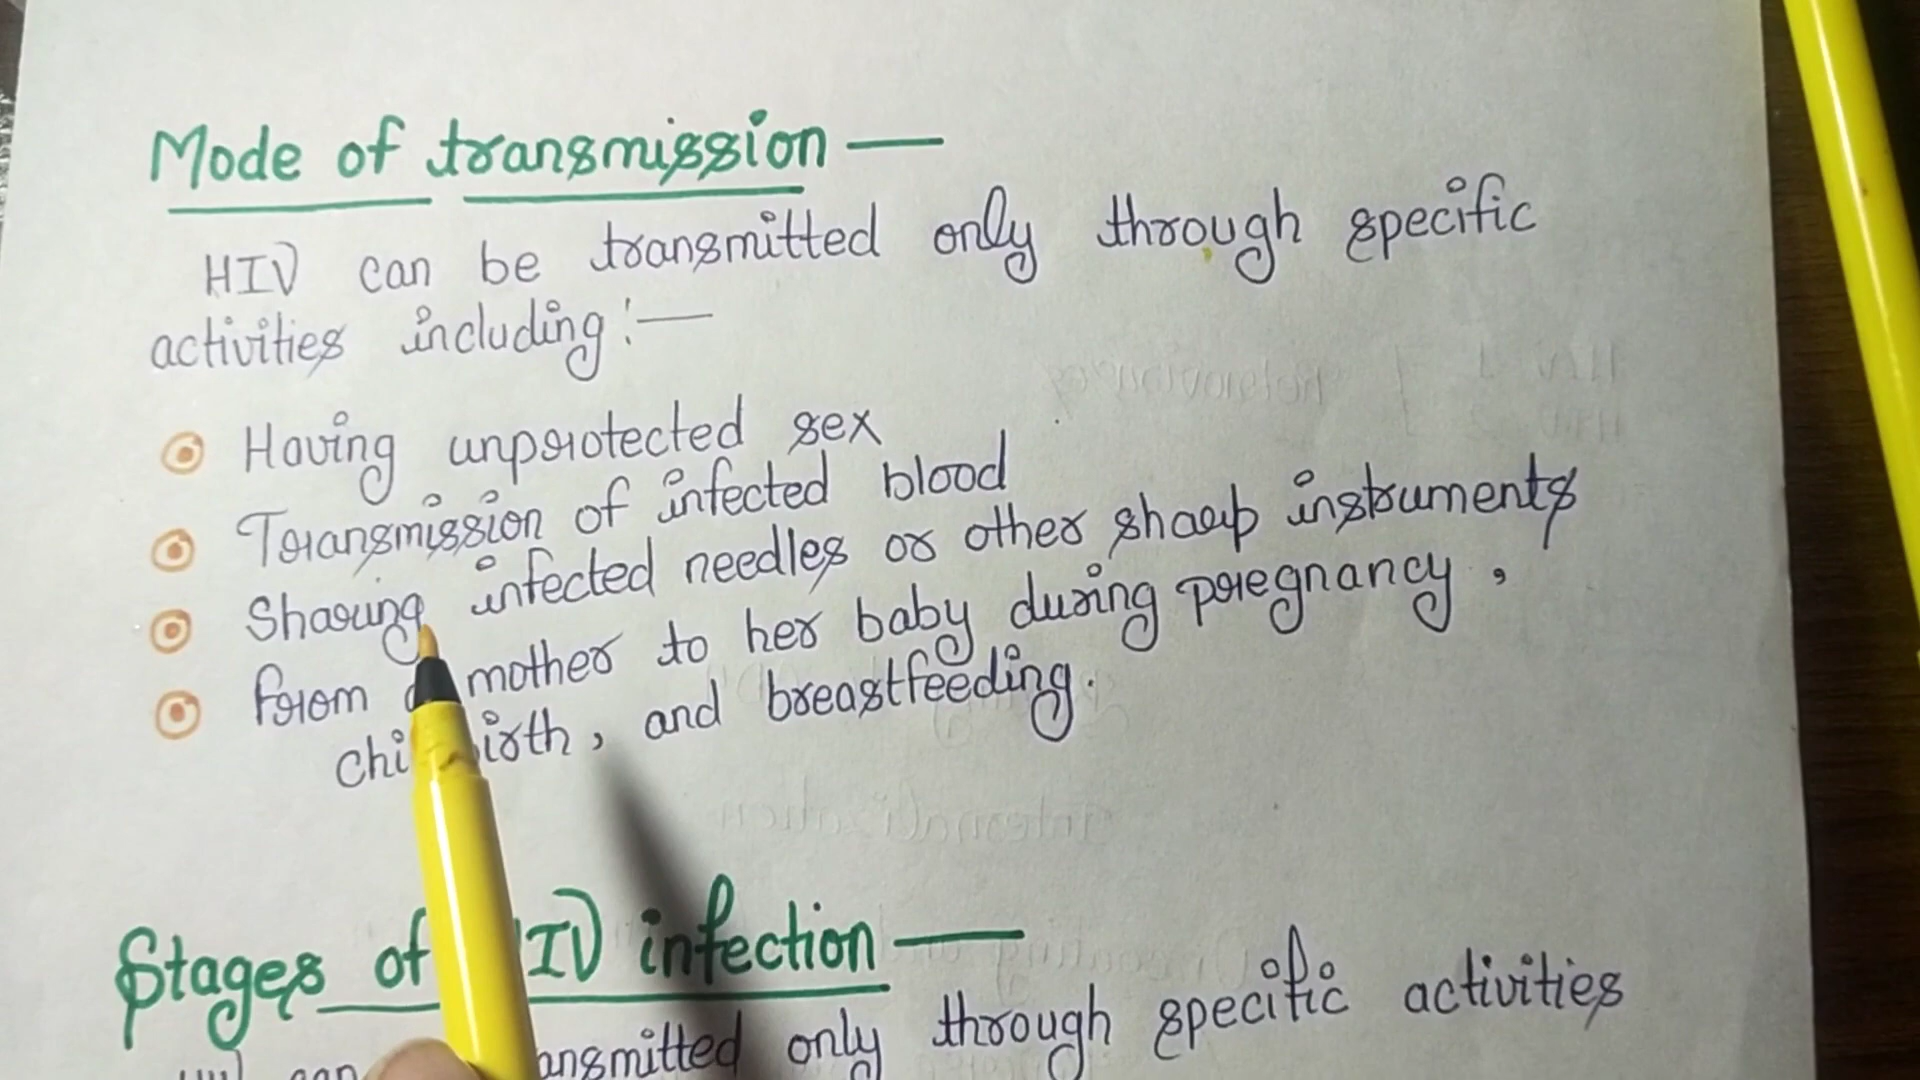 Mode of transmission —
HIV can be transmitted only through specific
activities including :—
Having unprotected sex
Transmission of infected blood
Sharing infected needles or other sharp instruments
from mother to her baby during pregnancy ,
and breastfeeding.
Stages of HIV infection —
transmitted only through specific activities